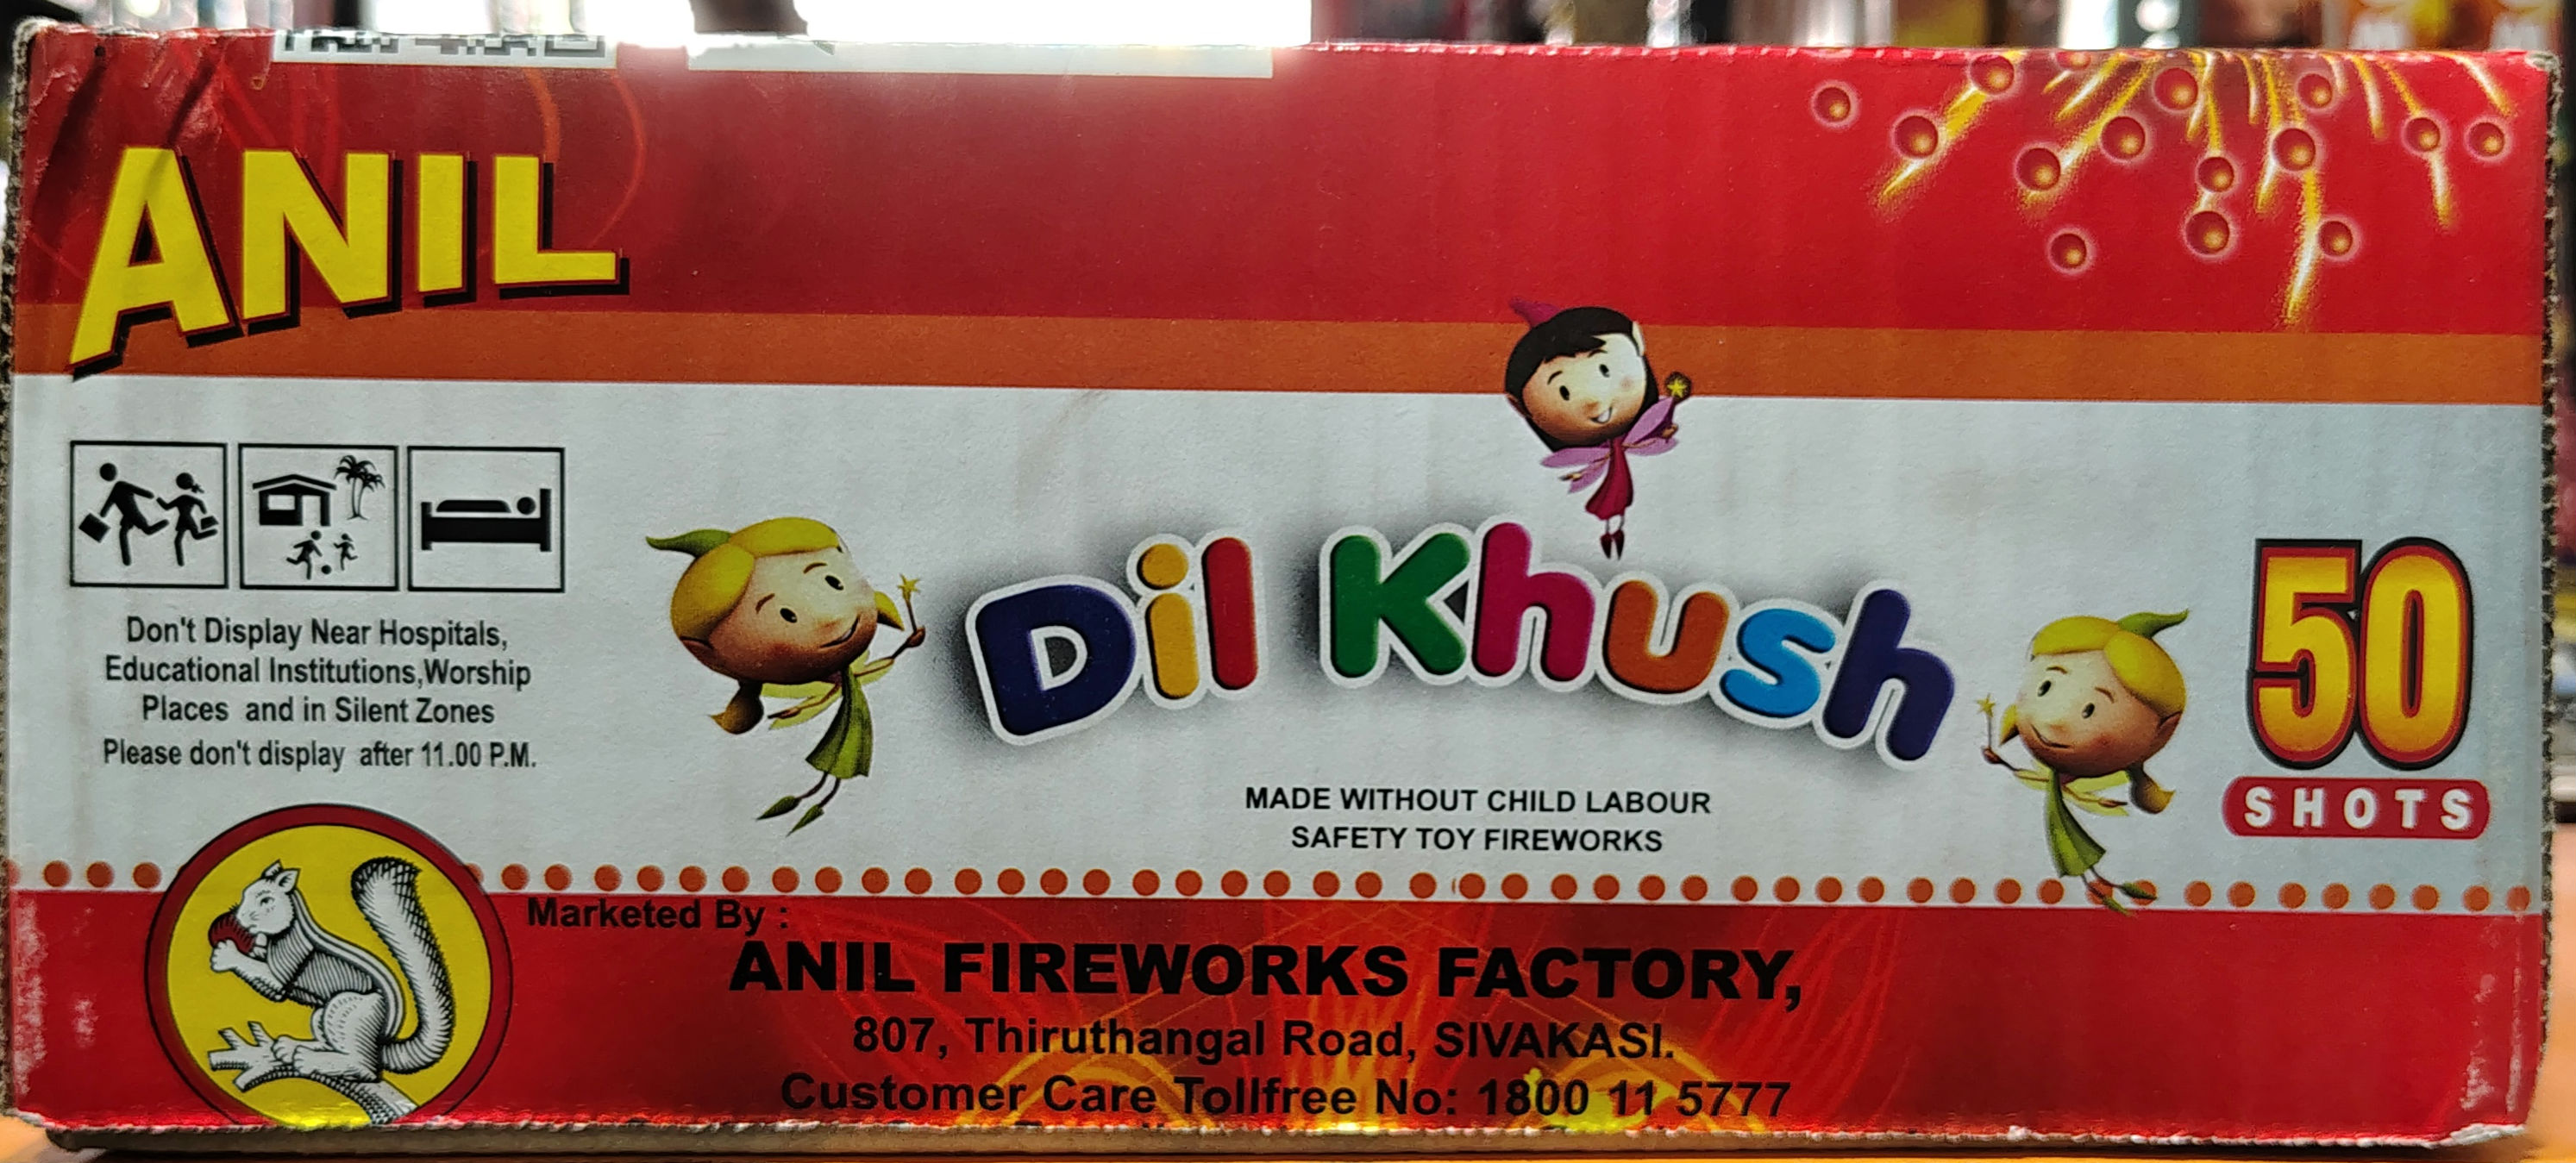 ANIL
Don't Display Near Hospitals,
Educational Institutions,Worship
Places and in Silent Zones
Please don't display after 11.00 P.M.
Dil Khush
MADE WITHOUT CHILD LABOUR
SAFETY TOY FIREWORKS
50
SHOTS
Marketed By :
ANIL FIREWORKS FACTORY,
807, Thiruthangal Road, SIVAKASI.
Customer Care Tollfree No: 1800 11 5777